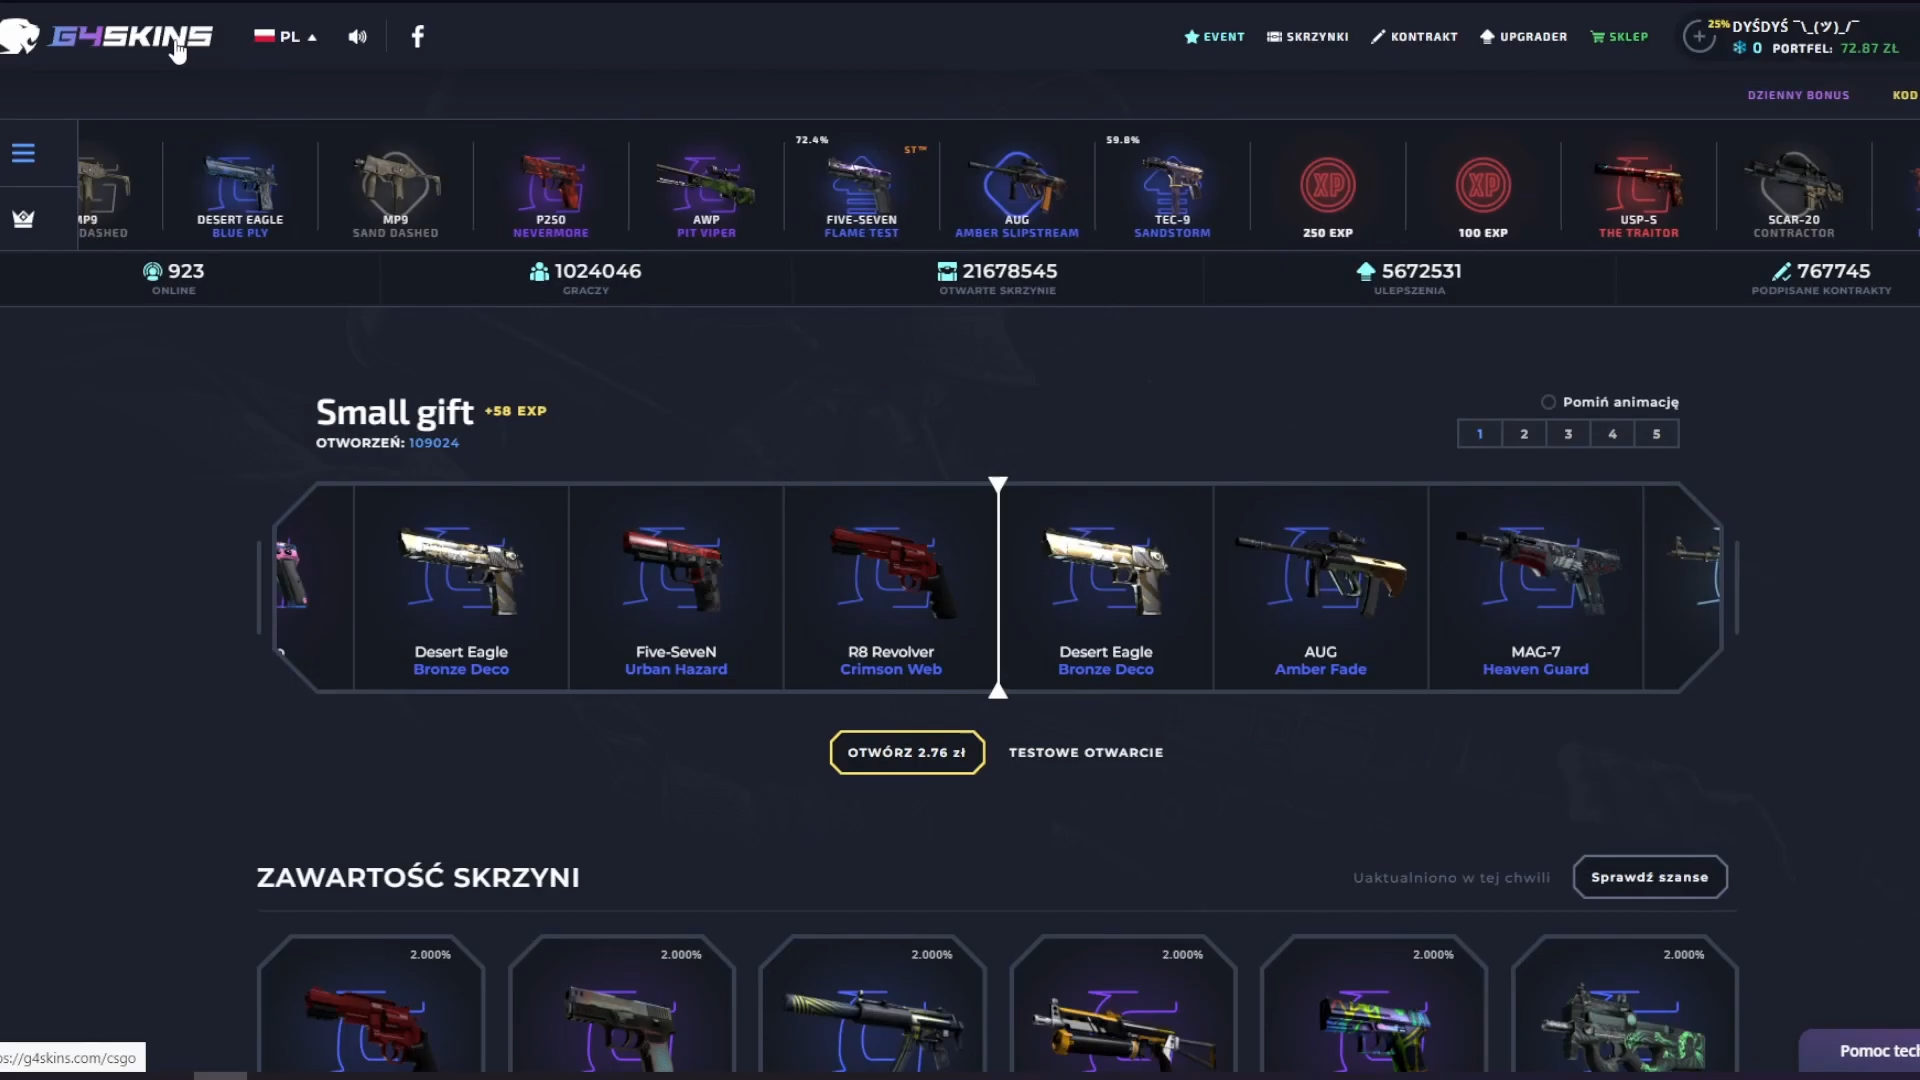 G4SKINS
PL
EVENT
SKRZYNKI
KONTRAKT
UPGRADER
SKLEP
25%
DYŚDYŚ ¯\_(ツ)_/¯
0 PORTFEL: 72.87 ZŁ
DZIENNY BONUS
KOD
MP9
DASHED
DESERT EAGLE
BLUE PLY
MP9
SAND DASHED
P250
NEVERMORE
AWP
PIT VIPER
72.4%
ST™
FIVE-SEVEN
FLAME TEST
AUG
AMBER SLIPSTREAM
59.8%
TEC-9
SANDSTORM
XP
250 EXP
XP
100 EXP
USP-S
THE TRAITOR
SCAR-20
CONTRACTOR
923
ONLINE
1024046
GRACZY
21678545
OTWARTE SKRZYNIE
5672531
ULEPSZENIA
767745
PODPISANE KONTRAKTY
Small gift +58 EXP
OTWORZEŃ: 109024
Pomiń animację
1 2 3 4 5
Desert Eagle
Bronze Deco
Five-SeveN
Urban Hazard
R8 Revolver
Crimson Web
Desert Eagle
Bronze Deco
AUG
Amber Fade
MAG-7
Heaven Guard
OTWÓRZ 2.76 zł
TESTOWE OTWARCIE
ZAWARTOŚĆ SKRZYNI
Uaktualniono w tej chwili
Sprawdź szanse
2.000%
2.000%
2.000%
2.000%
2.000%
2.000%
ps://g4skins.com/csgo
Pomoc tech